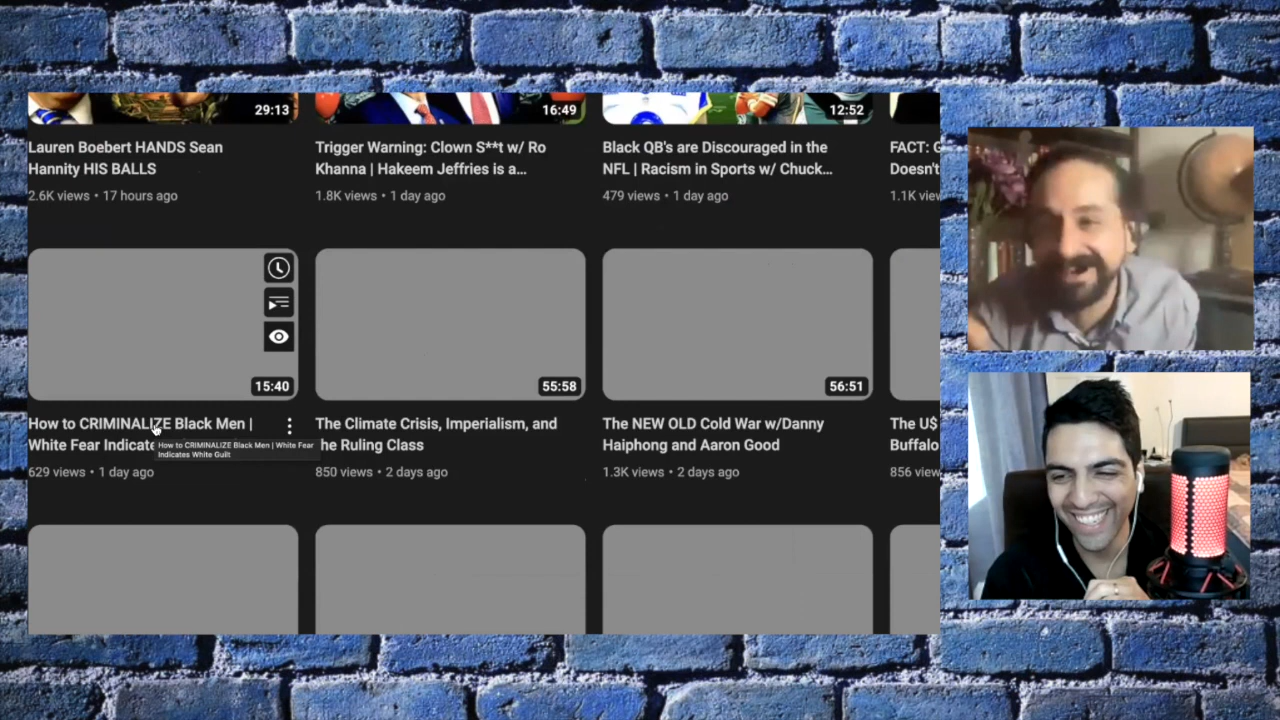 29:13
16:49
12:52
Lauren Boebert HANDS Sean
Hannity HIS BALLS
2.6K views • 17 hours ago
Trigger Warning: Clown S**t w/ Ro
Khanna | Hakeem Jeffries is a...
1.8K views • 1 day ago
Black QB's are Discouraged in the
NFL | Racism in Sports w/ Chuck...
479 views • 1 day ago
FACT: G
Doesn't
1.1K vie
15:40
55:58
56:51
How to CRIMINALIZE Black Men |
White Fear Indicate
How to CRIMINALIZE Black Men | White Fear
Indicates White Guilt
629 views • 1 day ago
The Climate Crisis, Imperialism, and
he Ruling Class
850 views • 2 days ago
The NEW OLD Cold War w/Danny
Haiphong and Aaron Good
1.3K views • 2 days ago
The U$
Buffalo
856 view